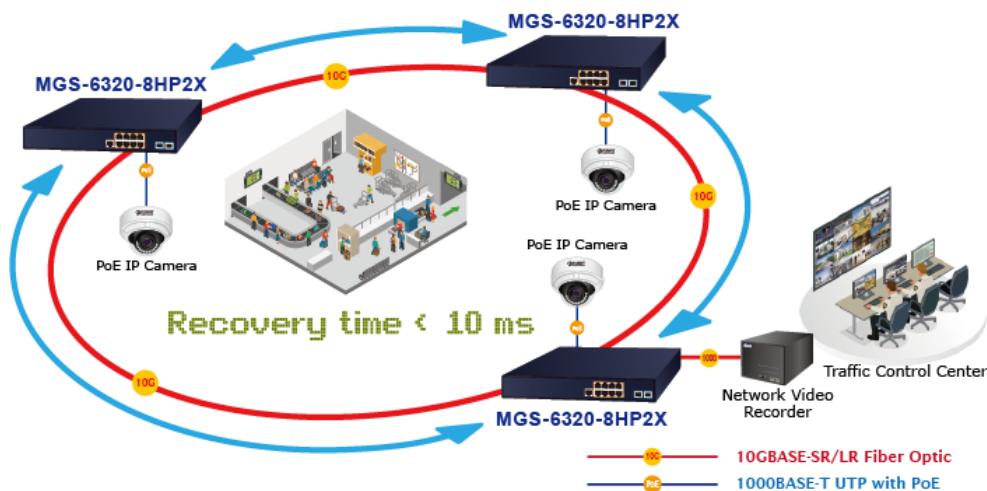 MGS-6320-8HP2X
MGS-6320-8HP2X
10G
PoE
PoE
PoE IP Camera
10G
PoE IP Camera
PoE IP Camera
Recovery time < 10 ms
PoE
10G
1000
Traffic Control Center
Network Video
Recorder
MGS-6320-8HP2X
10G
10GBASE-SR/LR Fiber Optic
PoE
1000BASE-T UTP with PoE